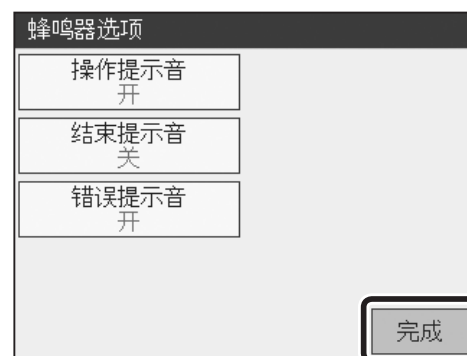 蜂鸣器选项
操作提示音
开
结束提示音
关
错误提示音
开
完成